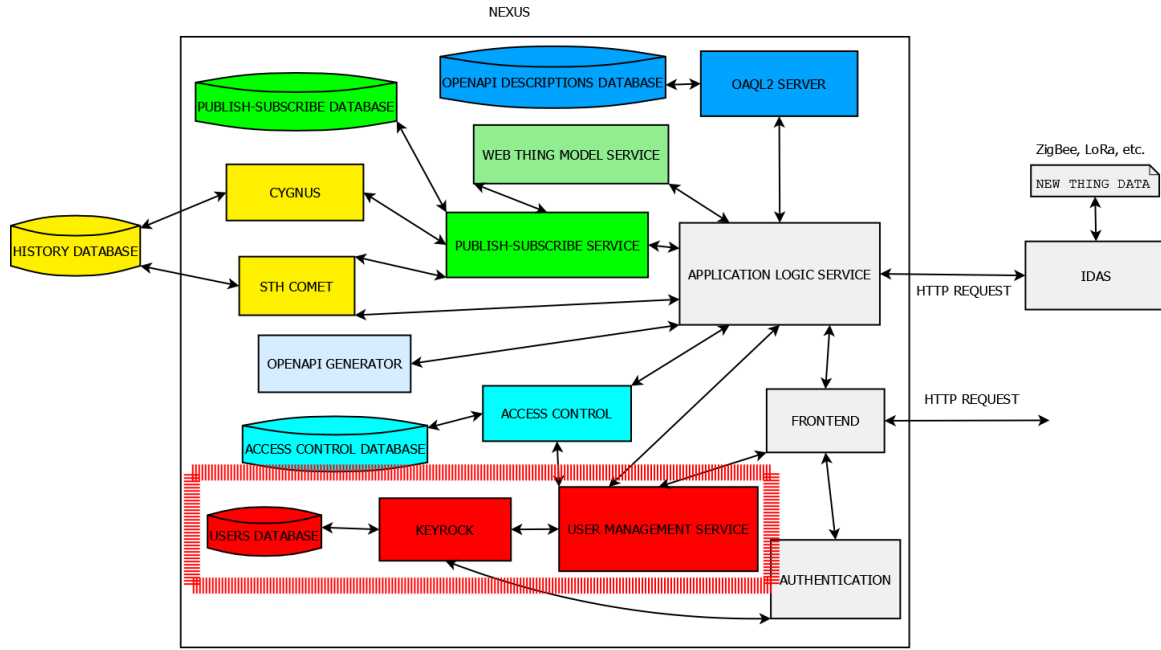 NEXUS
OPENAPI DESCRIPTIONS DATABASE
OAQL2 SERVER
PUBLISH-SUBSCRIBE DATABASE
WEB THING MODEL SERVICE
ZigBee, LoRa, etc.
NEW THING DATA
CYGNUS
HISTORY DATABASE
PUBLISH-SUBSCRIBE SERVICE
STH COMET
APPLICATION LOGIC SERVICE
HTTP REQUEST
IDAS
OPENAPI GENERATOR
ACCESS CONTROL
FRONTEND
HTTP REQUEST
ACCESS CONTROL DATABASE
USERS DATABASE
KEYROCK
USER MANAGEMENT SERVICE
AUTHENTICATION